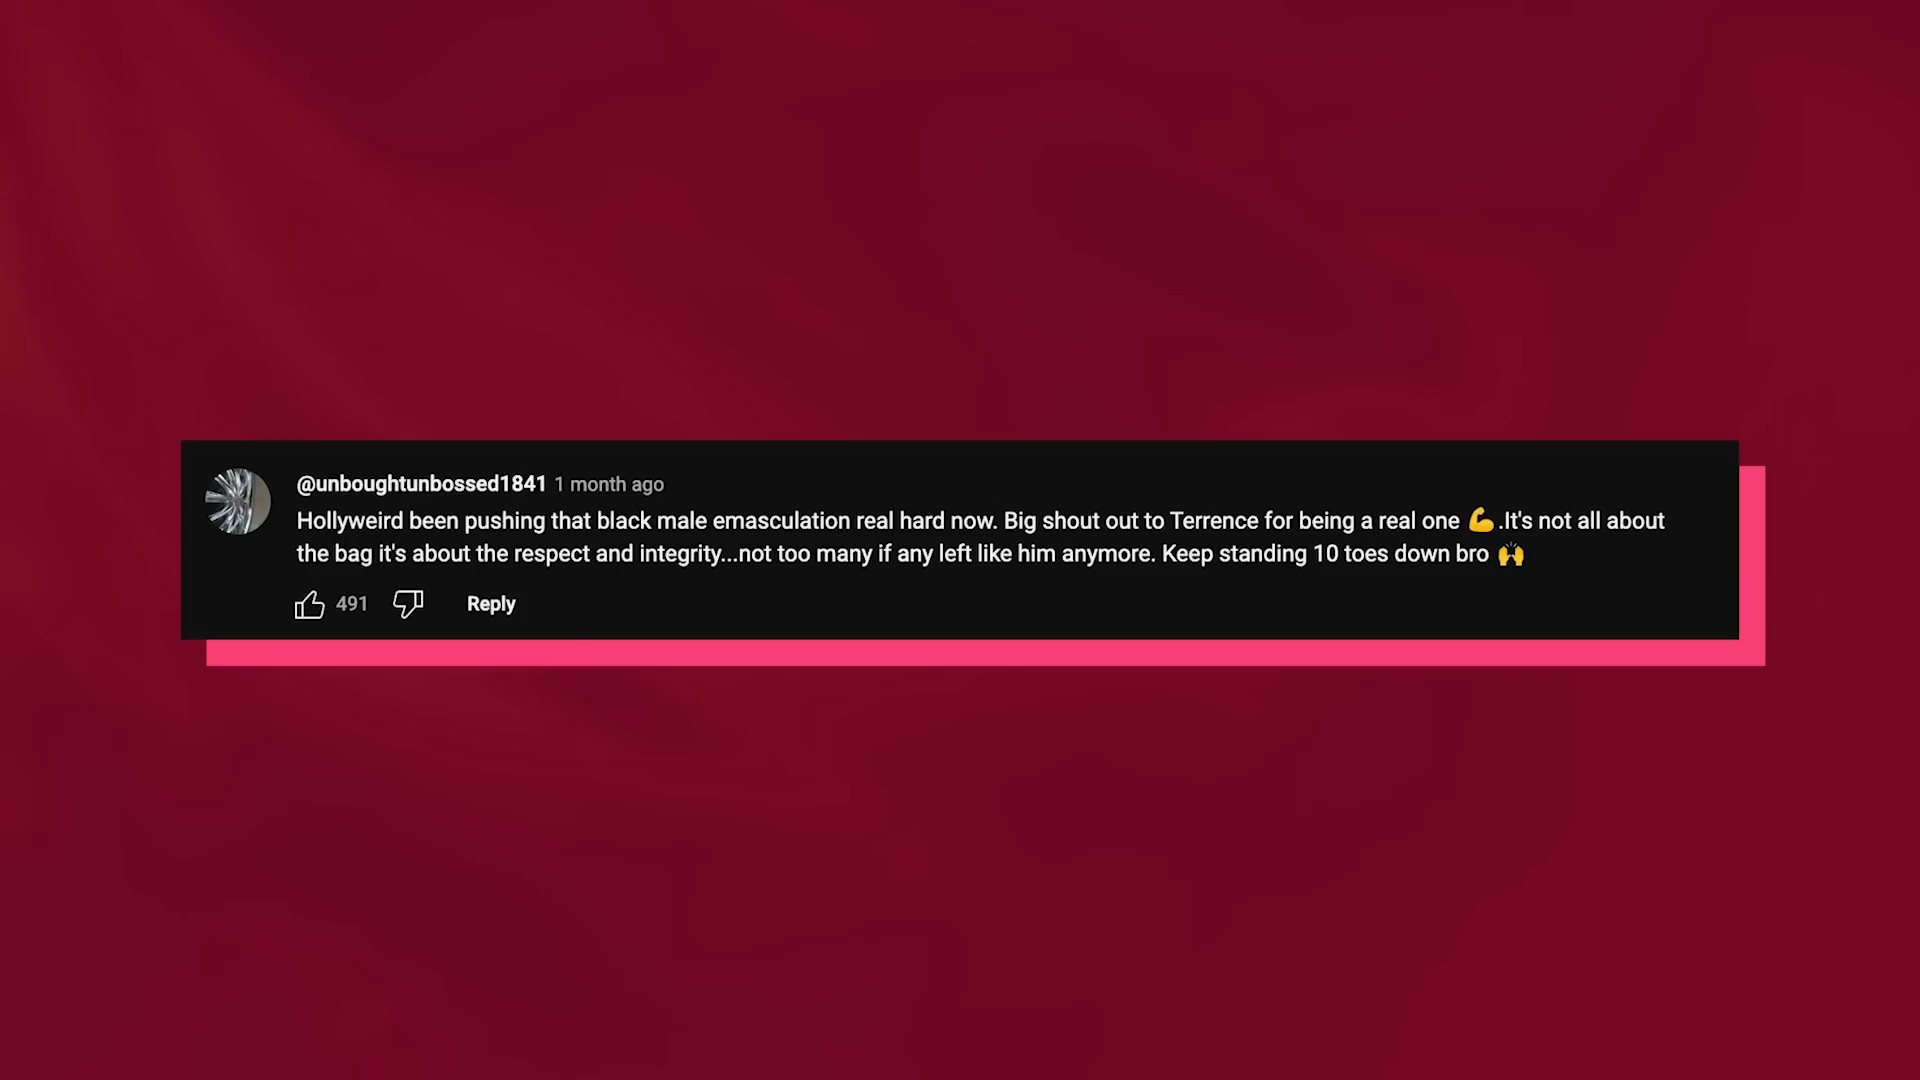 @unboughtunbossed1841 1 month ago
Hollyweird been pushing that black male emasculation real hard now. Big shout out to Terrence for being a real one 💪.It's not all about
the bag it's about the respect and integrity...not too many if any left like him anymore. Keep standing 10 toes down bro 🙌
491 Reply